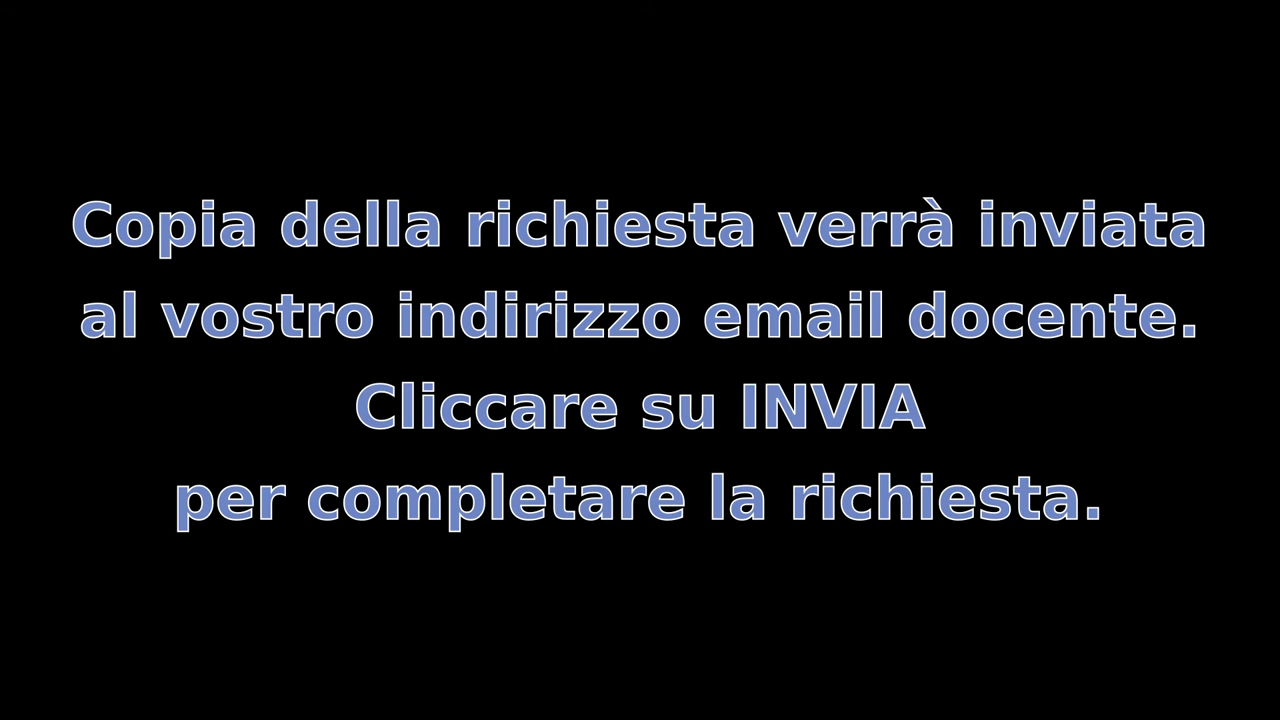 Copia della richiesta verrà inviata
al vostro indirizzo email docente.
Cliccare su INVIA
per completare la richiesta.